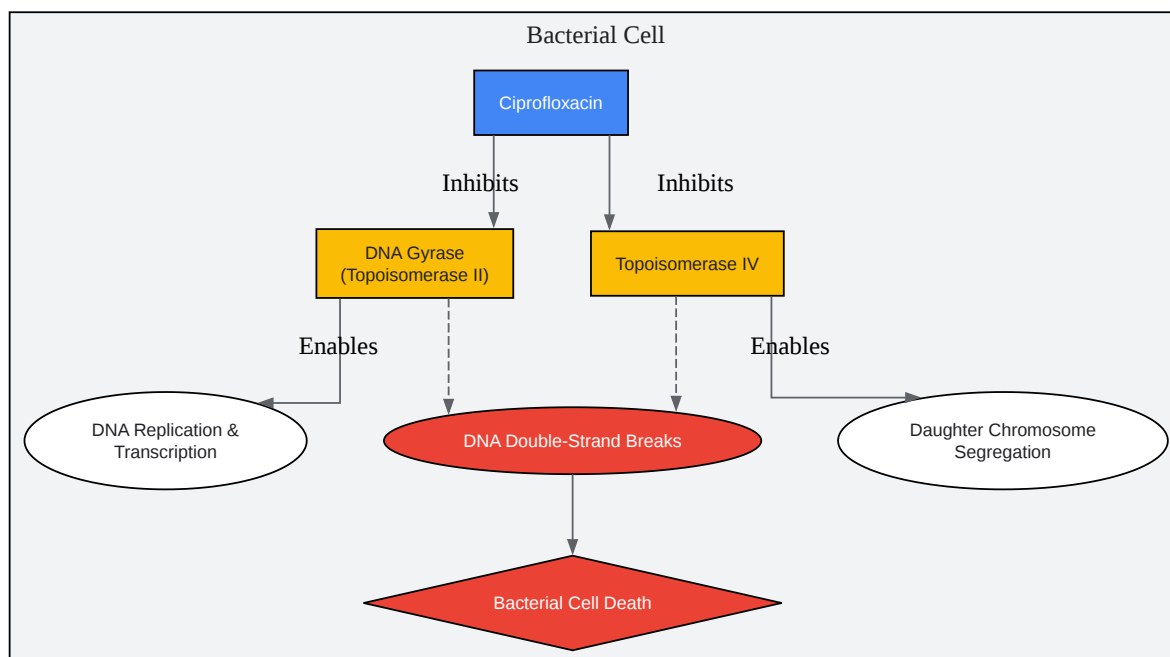 Bacterial Cell
Ciprofloxacin
Inhibits
Inhibits
DNA Gyrase
(Topoisomerase II)
Topoisomerase IV
Enables
Enables
DNA Replication &
Transcription
DNA Double-Strand Breaks
Daughter Chromosome
Segregation
Bacterial Cell Death